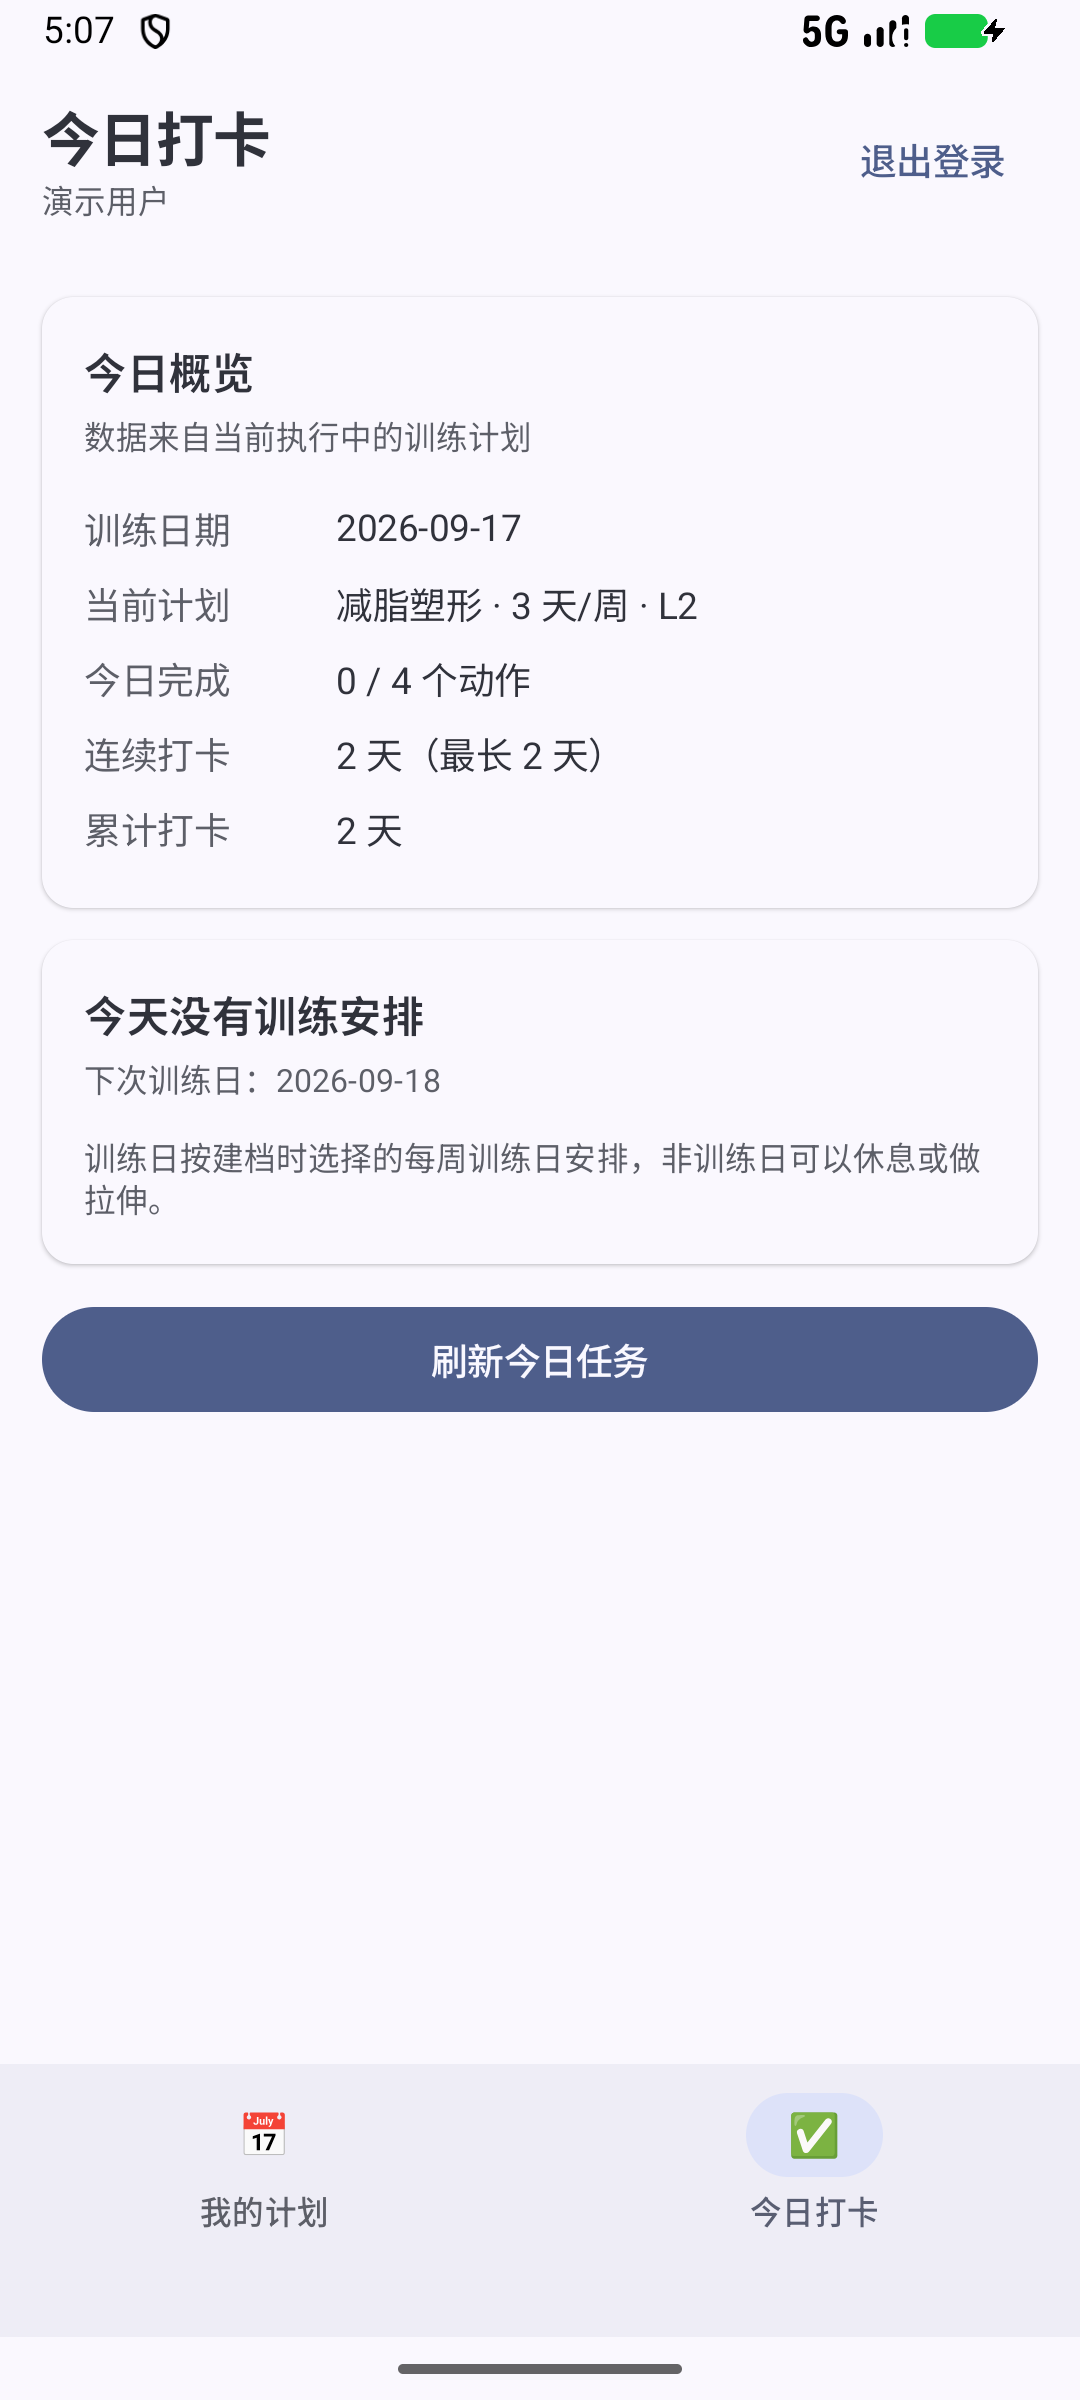 5:07
5G
今日打卡
退出登录
演示用户
今日概览
数据来自当前执行中的训练计划
训练日期 2026-09-17
当前计划 减脂塑形 · 3 天/周 · L2
今日完成 0 / 4 个动作
连续打卡 2 天（最长 2 天）
累计打卡 2 天
今天没有训练安排
下次训练日：2026-09-18
训练日按建档时选择的每周训练日安排，非训练日可以休息或做
拉伸。
刷新今日任务
July
17
我的计划
今日打卡